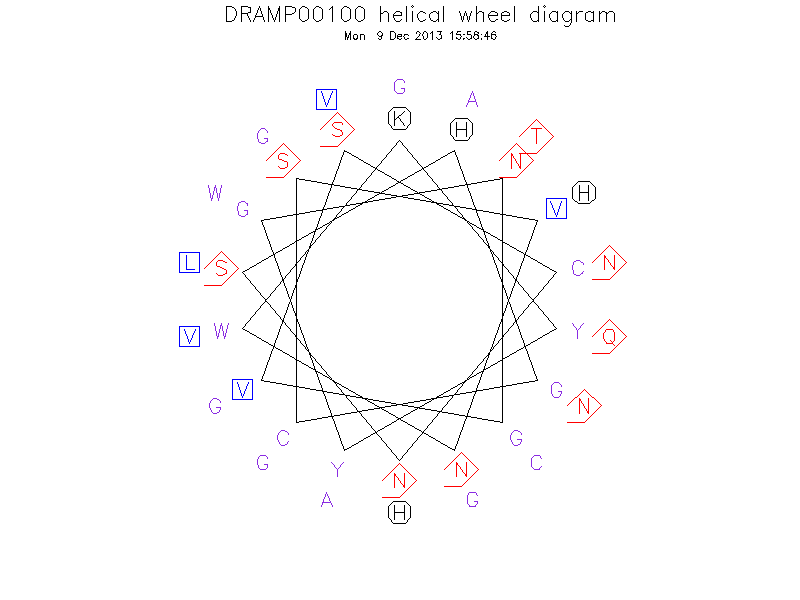 DRAMP00100 helical wheel diagram
Mon 9 Dec 2013 15:58:46
G
V A
K
S H T
G S N
W G V H
L S C N
V W Y Q
G V G N
C G
G Y N C
A N G
H